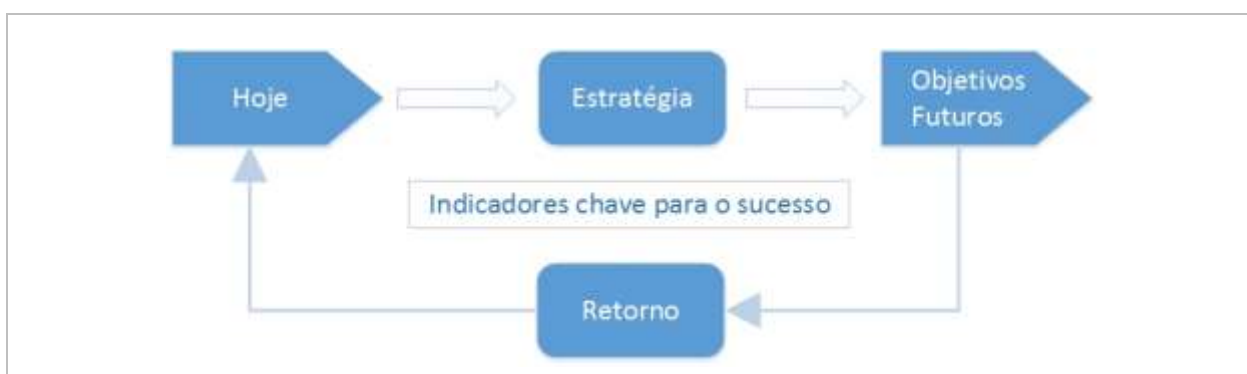 Hoje
Estratégia
Objetivos
Futuros
Indicadores chave para o sucesso
Retorno